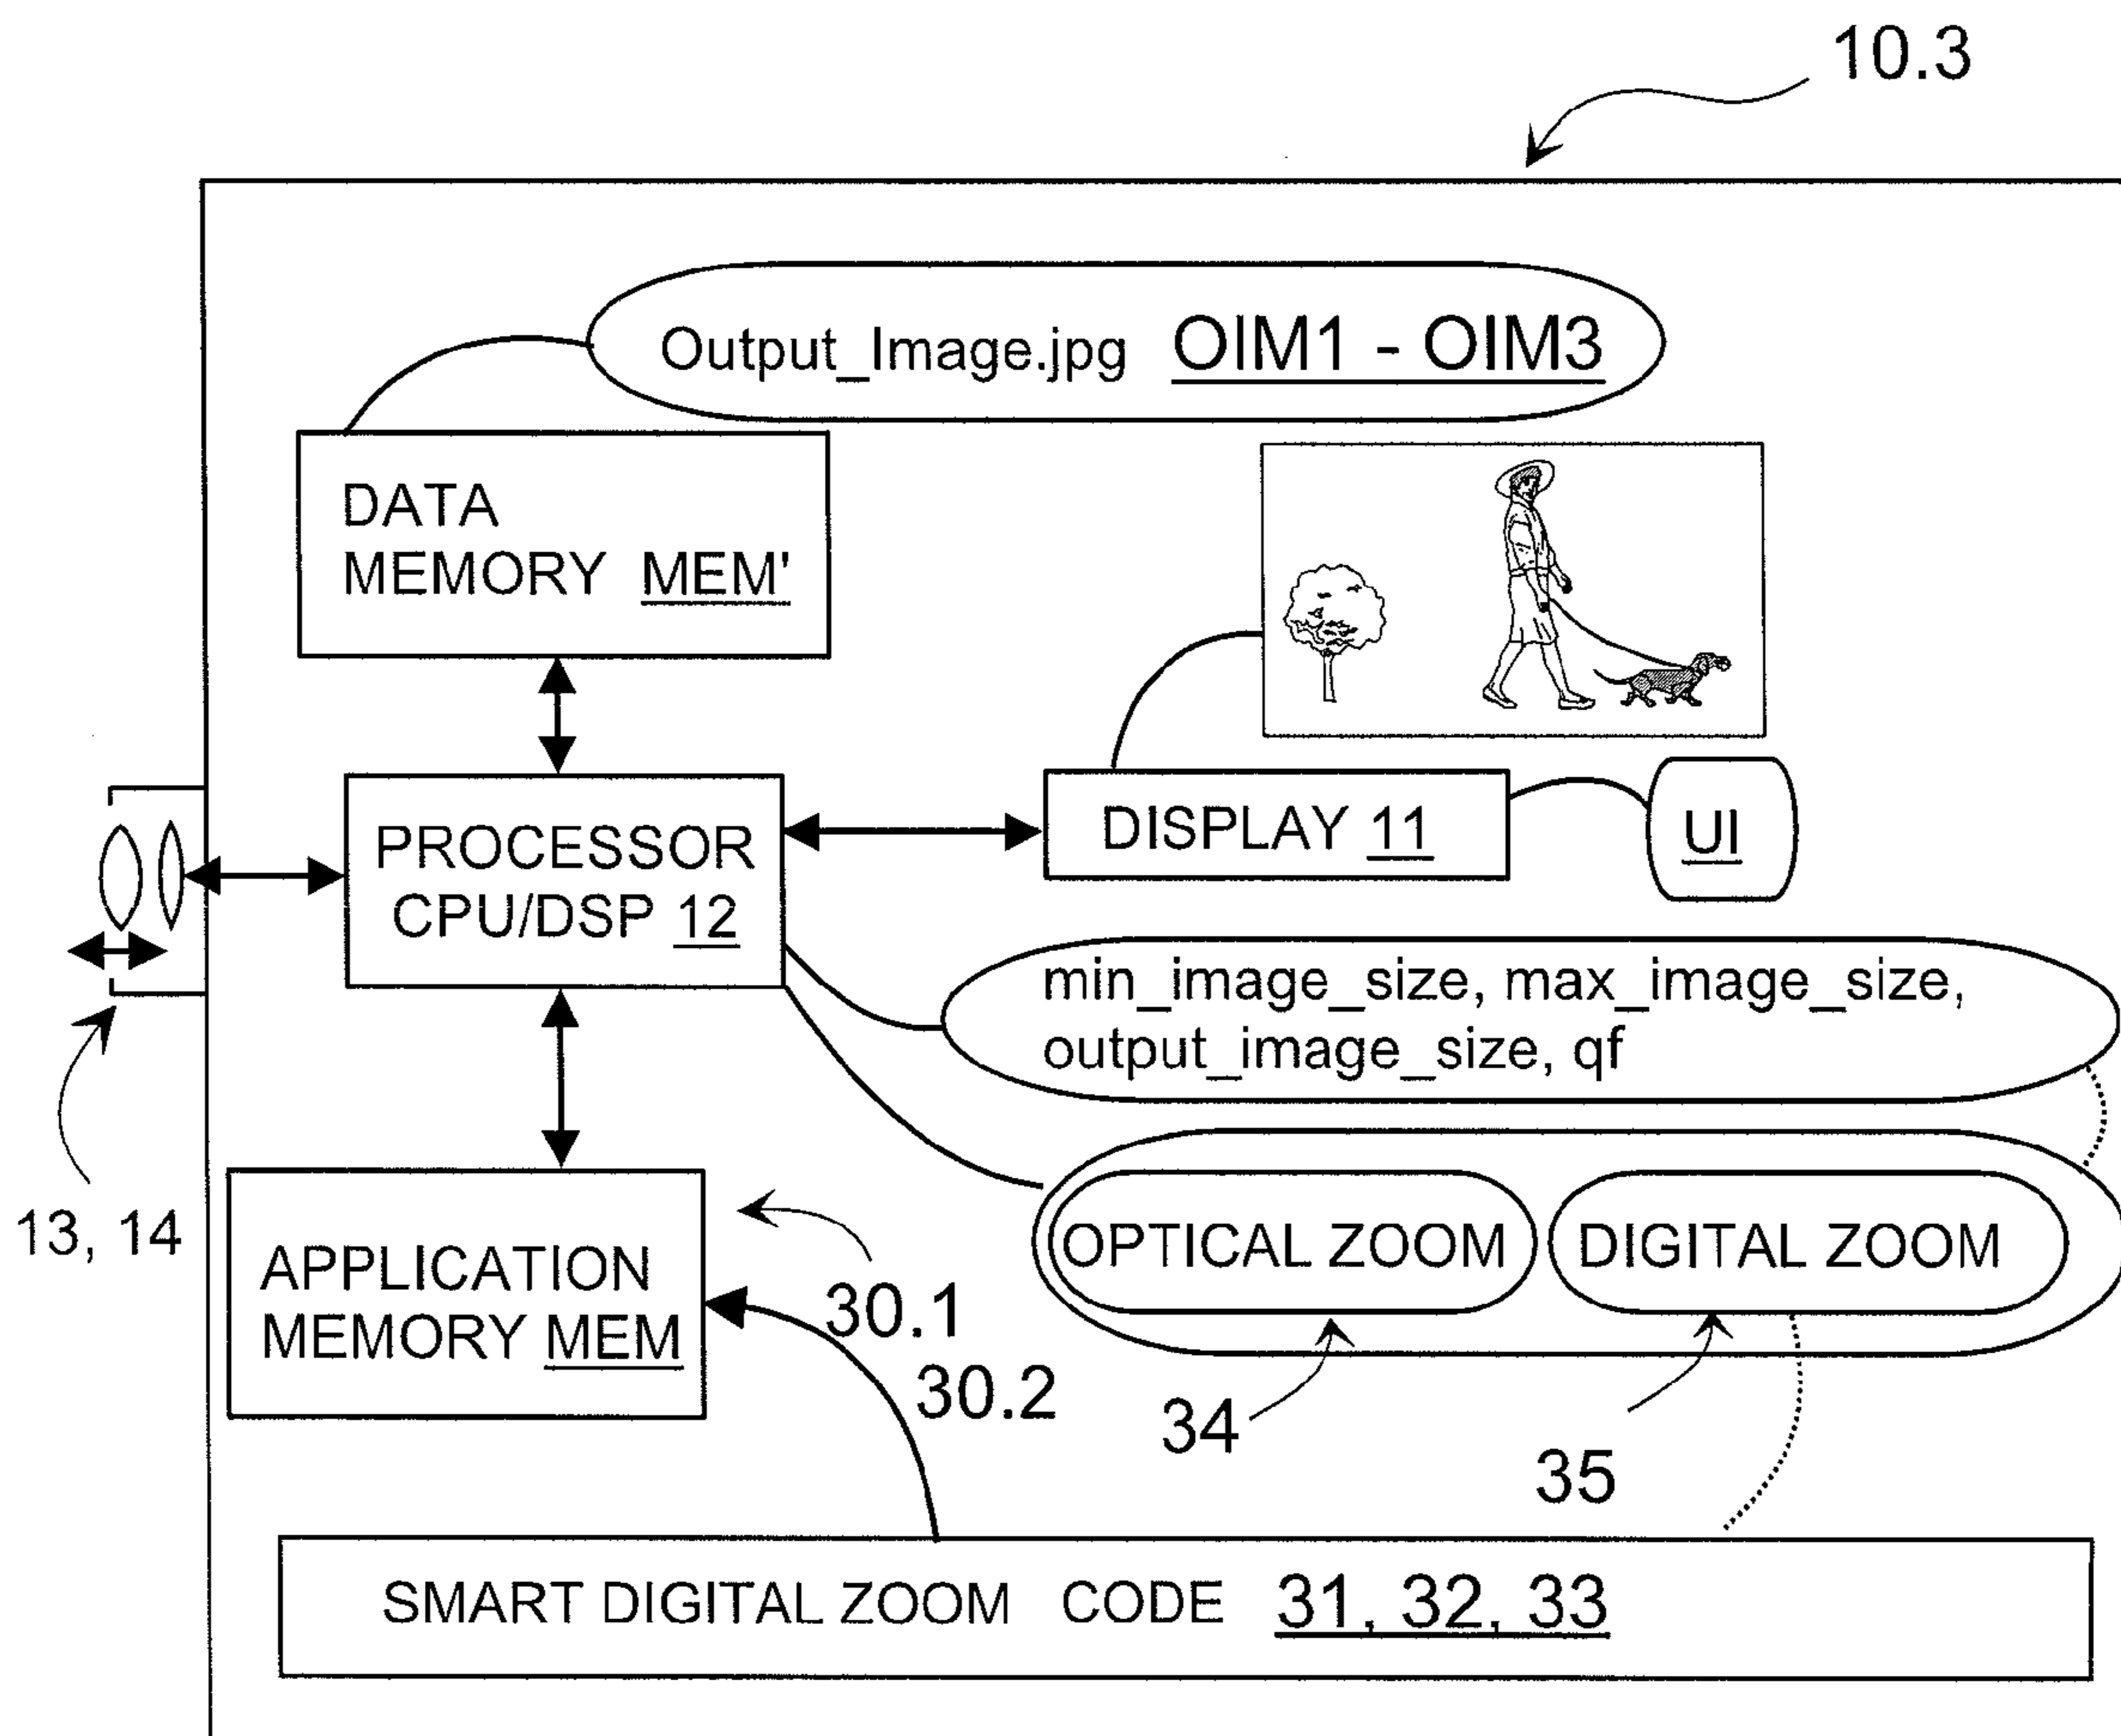 10.3
Output_Image.jpg OIM1 - OIM3
DATA
MEMORY MEM'
PROCESSOR
CPU/DSP 12
DISPLAY 11
UI
min_image_size, max_image_size,
output_image_size, qf
13, 14
APPLICATION
MEMORY MEM
30.1
30.2
OPTICAL ZOOM
DIGITAL ZOOM
34
35
SMART DIGITAL ZOOM CODE 31, 32, 33